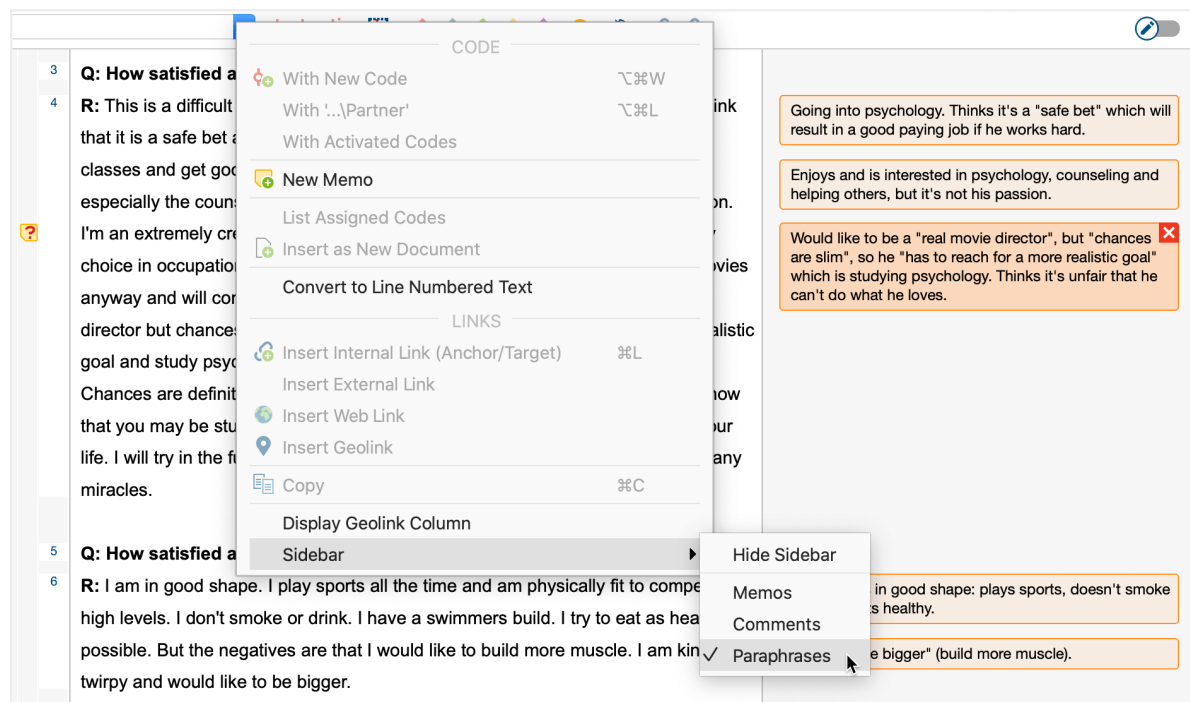 3
Q: How satisfied a
4
R: This is a difficult
ink
that it is a safe bet a
classes and get goo
especially the coun
on.
?
I'm an extremely cre
choice in occupation
ovies
anyway and will con
director but chances
alistic
goal and study psyc
Chances are definit
now
that you may be stu
our
life. I will try in the fu
any
miracles.
5
Q: How satisfied a
6
R: I am in good shape. I play sports all the time and am physically fit to compe
high levels. I don't smoke or drink. I have a swimmers build. I try to eat as hea
possible. But the negatives are that I would like to build more muscle. I am kin
twirpy and would like to be bigger.
CODE
With New Code ⌥⌘W
With '...\Partner' ⌥⌘L
With Activated Codes
New Memo
List Assigned Codes
Insert as New Document
Convert to Line Numbered Text
LINKS
Insert Internal Link (Anchor/Target) ⌘L
Insert External Link
Insert Web Link
Insert Geolink
Copy ⌘C
Display Geolink Column
Sidebar
Hide Sidebar
Memos
Comments
Paraphrases
Going into psychology. Thinks it's a "safe bet" which will
result in a good paying job if he works hard.
Enjoys and is interested in psychology, counseling and
helping others, but it's not his passion.
Would like to be a "real movie director", but "chances
are slim", so he "has to reach for a more realistic goal"
which is studying psychology. Thinks it's unfair that he
can't do what he loves.
in good shape: plays sports, doesn't smoke
ts healthy.
e bigger" (build more muscle).